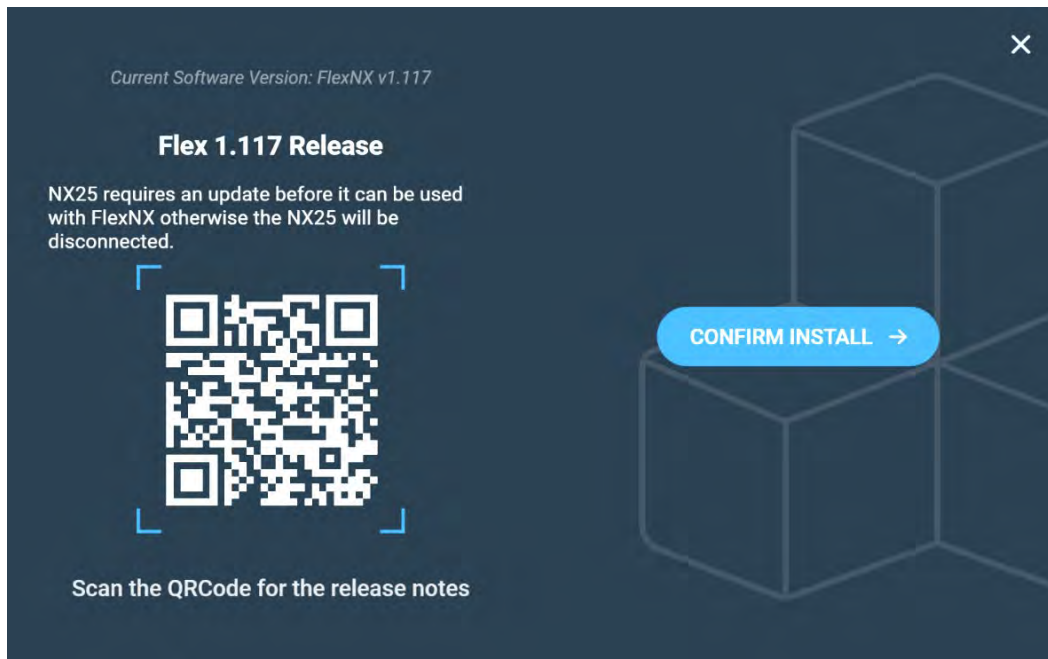 Current Software Version: FlexNX v1.117
Flex 1.117 Release
NX25 requires an update before it can be used
with FlexNX otherwise the NX25 will be
disconnected.
CONFIRM INSTALL →
Scan the QRCode for the release notes